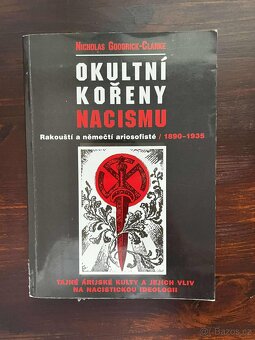 Nicholas Goodrick-Clarke
OKULTNÍ
KOŘENY
NACISMU
Rakouští a němečtí ariosofisté / 1890–1935
TAJNÉ ÁRIJSKÉ KULTY A JEJICH VLIV
NA NACISTICKOU IDEOLOGII